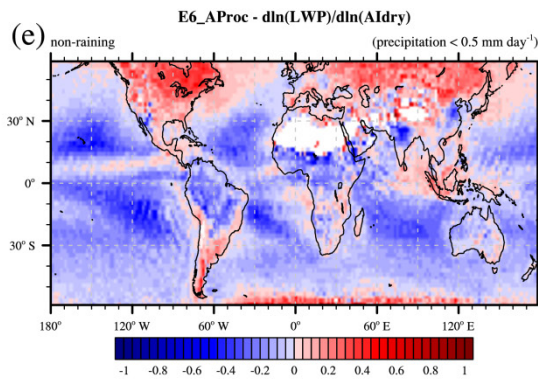 E6_AProc - dln(LWP)/dln(AIdry)
(e) non-raining (precipitation < 0.5 mm day⁻¹)
30° N
0°
30° S
180° 120° W 60° W 0° 60° E 120° E
-1 -0.8 -0.6 -0.4 -0.2 0 0.2 0.4 0.6 0.8 1